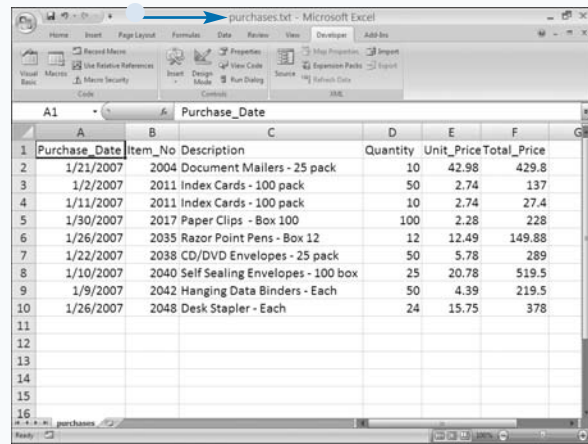 purchases.txt - Microsoft Excel
Home Insert Page Layout Formulas Data Review View Developer Add-Ins
Visual Basic
Macros
Record Macro
Use Relative References
Macro Security
Code
Insert
Design Mode
Properties
View Code
Run Dialog
Controls
Source
Map Properties
Expansion Packs
Refresh Data
Import
Export
XML
A1 fx Purchase_Date
A B C D E F G
1 Purchase_Date Item_No Description Quantity Unit_Price Total_Price
2 1/21/2007 2004 Document Mailers - 25 pack 10 42.98 429.8
3 1/2/2007 2011 Index Cards - 100 pack 50 2.74 137
4 1/11/2007 2011 Index Cards - 100 pack 10 2.74 27.4
5 1/30/2007 2017 Paper Clips - Box 100 100 2.28 228
6 1/26/2007 2035 Razor Point Pens - Box 12 12 12.49 149.88
7 1/22/2007 2038 CD/DVD Envelopes - 25 pack 50 5.78 289
8 1/10/2007 2040 Self Sealing Envelopes - 100 box 25 20.78 519.5
9 1/9/2007 2042 Hanging Data Binders - Each 50 4.39 219.5
10 1/26/2007 2048 Desk Stapler - Each 24 15.75 378
11
12
13
14
15
16
purchases
Ready 100%